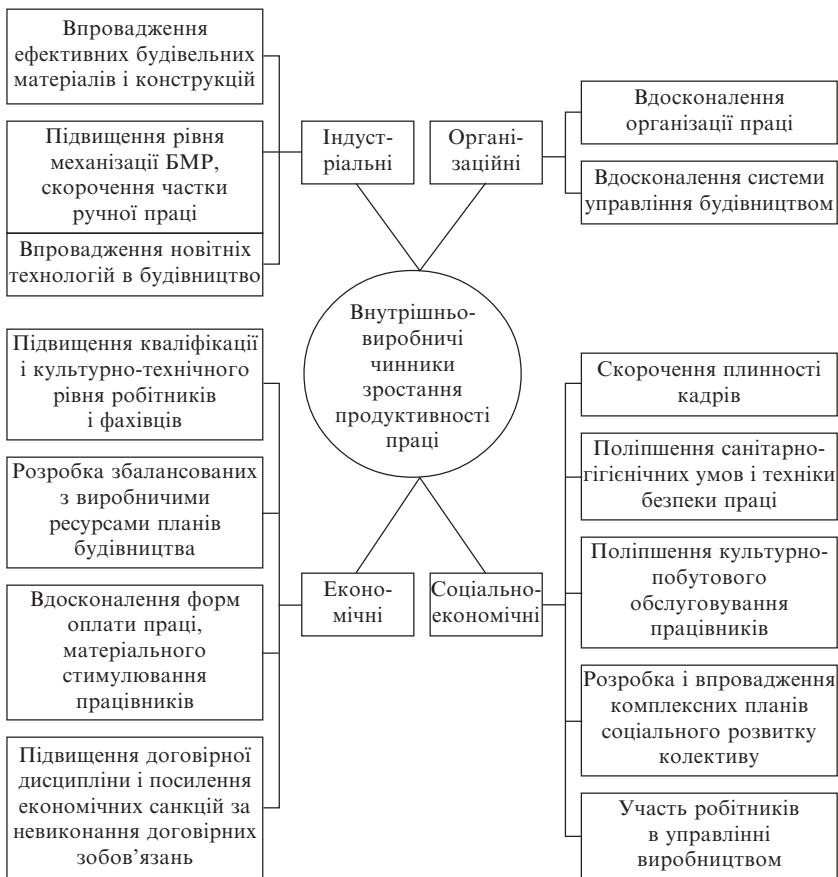 Впровадження
ефективних будівельних
матеріалів і конструкцій
Підвищення рівня
механізації БМР,
скорочення частки
ручної праці
Впровадження новітніх
технологій в будівництво
Індуст-
ріальні
Органі-
заційні
Вдосконалення
організації праці
Вдосконалення системи
управління будівництвом
Внутрішньо-
виробничі
чинники
зростання
продуктивності
праці
Підвищення кваліфікації
і культурно-технічного
рівня робітників
і фахівців
Розробка збалансованих
з виробничими
ресурсами планів
будівництва
Вдосконалення форм
оплати праці,
матеріального
стимулювання
працівників
Підвищення договірної
дисципліни і посилення
економічних санкцій за
невиконання договірних
зобов’язань
Еконо-
мічні
Соціально-
економічні
Скорочення плинності
кадрів
Поліпшення санітарно-
гігієнічних умов і техніки
безпеки праці
Поліпшення культурно-
побутового
обслуговування
працівників
Розробка і впровадження
комплексних планів
соціального розвитку
колективу
Участь робітників
в управлінні
виробництвом